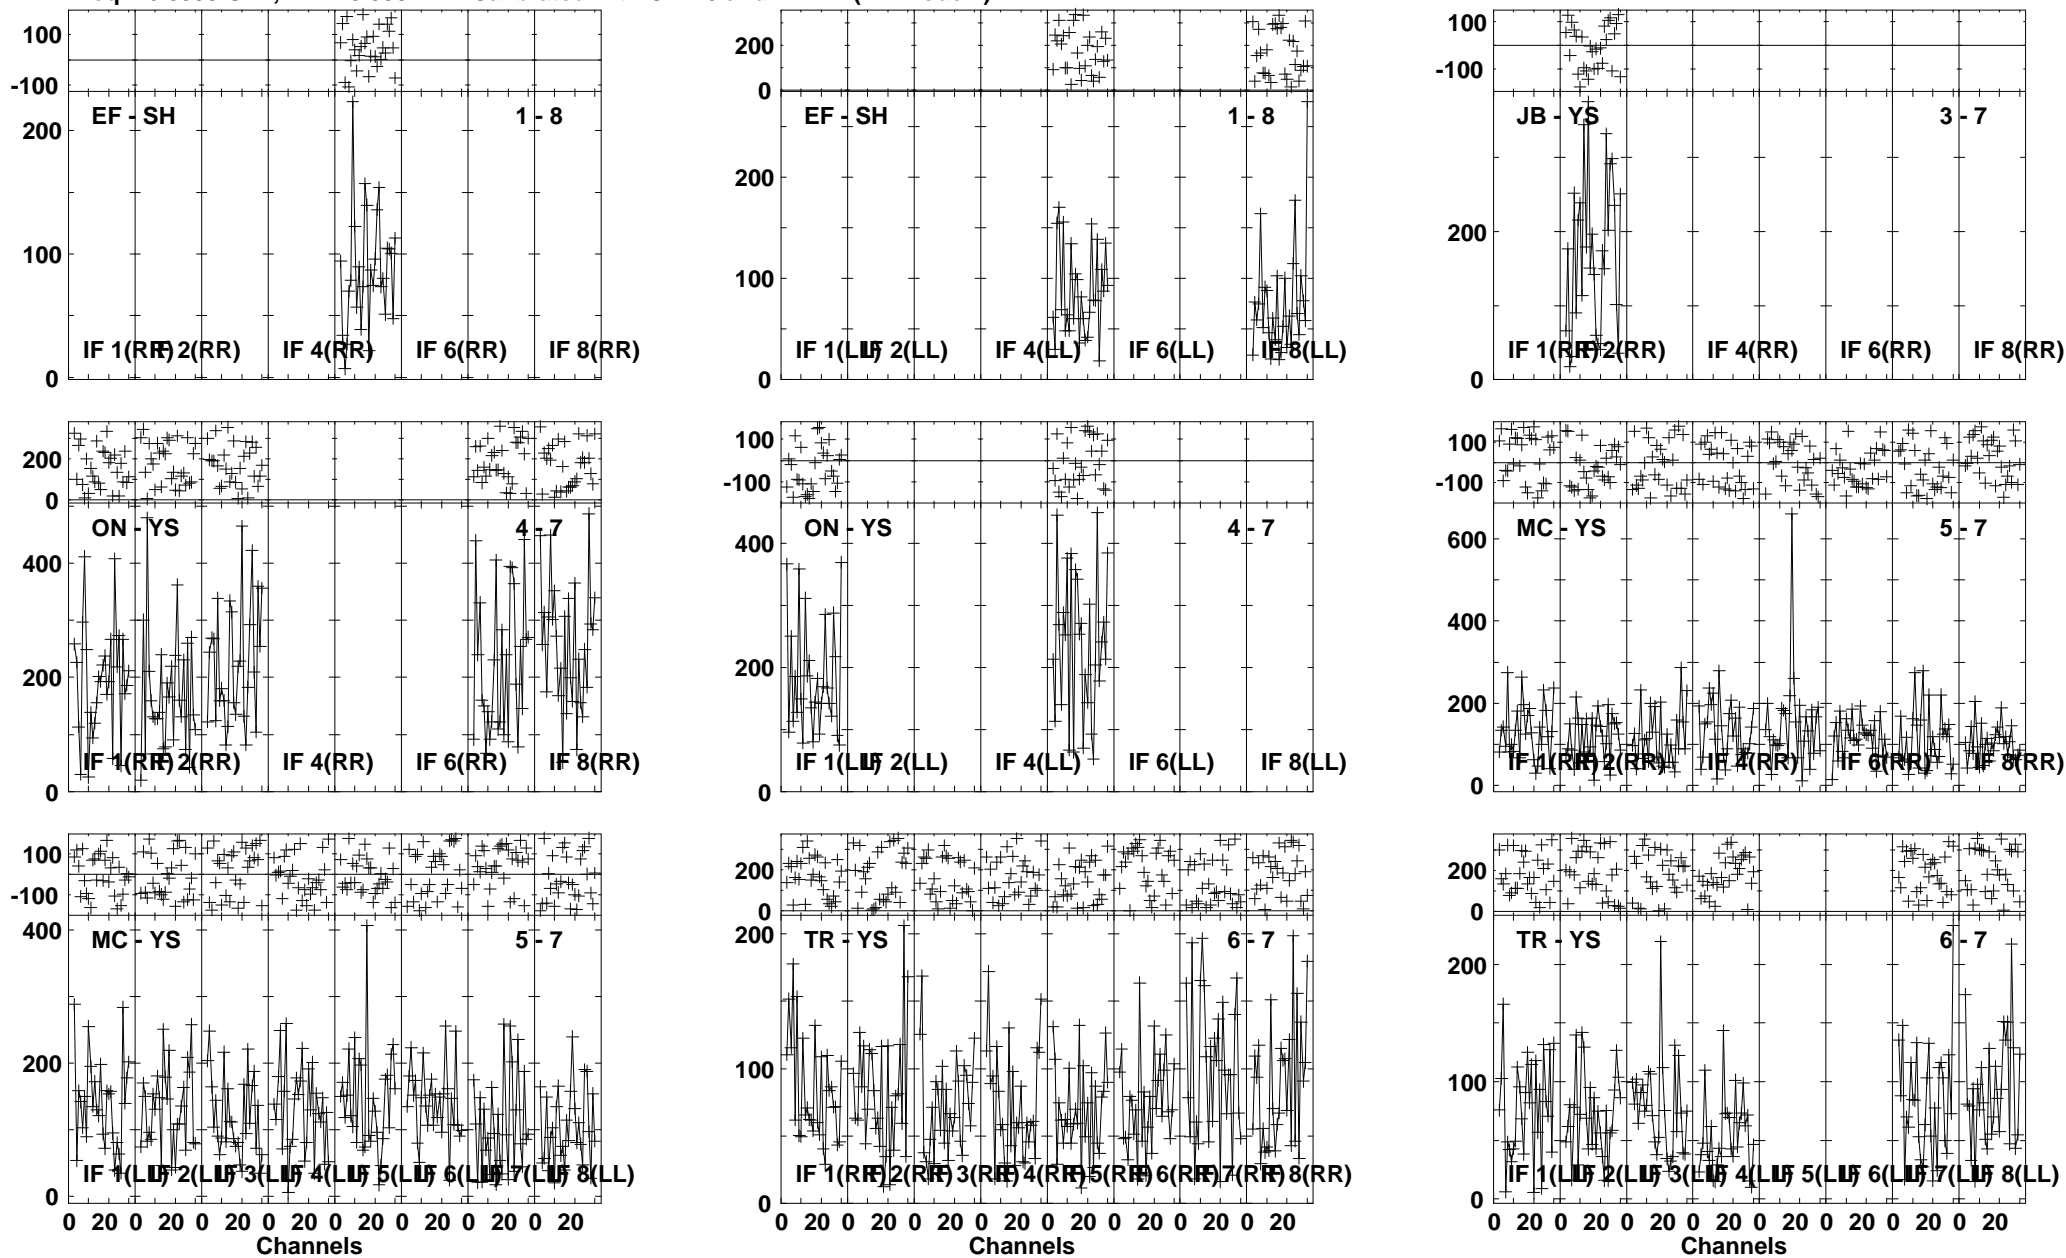 100
-100
EF - SH 1 - 8
200
100
0
IF 1(RR) IF 2(RR) IF 4(RR) IF 6(RR) IF 8(RR)
200
0
EF - SH 1 - 8
200
100
0
IF 1(LL) IF 2(LL) IF 4(LL) IF 6(LL) IF 8(LL)
100
-100
JB - YS 3 - 7
200
0
IF 1(RR) IF 2(RR) IF 4(RR) IF 6(RR) IF 8(RR)
200
0
ON - YS 4 - 7
400
200
0
IF 1(RR) IF 2(RR) IF 4(RR) IF 6(RR) IF 8(RR)
100
-100
ON - YS 4 - 7
400
200
0
IF 1(LL) IF 2(LL) IF 4(LL) IF 6(LL) IF 8(LL)
100
-100
MC - YS 5 - 7
600
400
200
0
IF 1(RR) IF 2(RR) IF 4(RR) IF 6(RR) IF 8(RR)
100
-100
MC - YS 5 - 7
400
200
0
IF 1(LL) IF 2(LL) IF 3(LL) IF 4(LL) IF 5(LL) IF 6(LL) IF 7(LL) IF 8(LL)
0 20 0 20 0 20 0 20 0 20 0 20 0 20 0 20
Channels
200
0
TR - YS 6 - 7
200
100
0
IF 1(RR) IF 2(RR) IF 3(RR) IF 4(RR) IF 5(RR) IF 6(RR) IF 7(RR) IF 8(RR)
0 20 0 20 0 20 0 20 0 20 0 20 0 20 0 20
Channels
200
0
TR - YS 6 - 7
200
100
0
IF 1(LL) IF 2(LL) IF 3(LL) IF 4(LL) IF 5(LL) IF 6(LL) IF 7(LL) IF 8(LL)
0 20 0 20 0 20 0 20 0 20 0 20 0 20 0 20
Channels